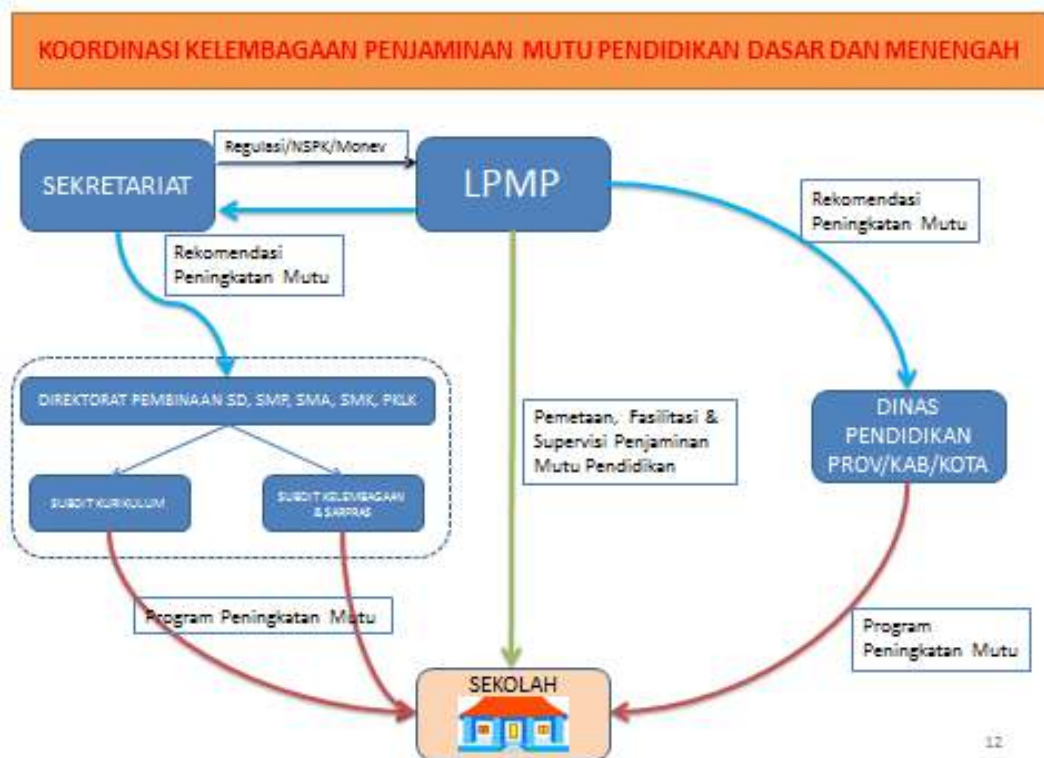 KOORDINASI KELEMBAGAAN PENJAMINAN MUTU PENDIDIKAN DASAR DAN MENENGAH
Regulasi/NSPK/Monev
SEKRETARIAT
LPMP
Rekomendasi
Peningkatan Mutu
Rekomendasi
Peningkatan Mutu
DIREKTORAT PEMBINAAN SD, SMP, SMA, SMK, PKLK
SUBDIT KURIKULUM
SUBDIT KELEMBAGAAN
& SARPRAS
Pemetaan, Fasilitasi &
Supervisi Penjaminan
Mutu Pendidikan
DINAS
PENDIDIKAN
PROV/KAB/KOTA
Program Peningkatan Mutu
Program
Peningkatan Mutu
SEKOLAH
12